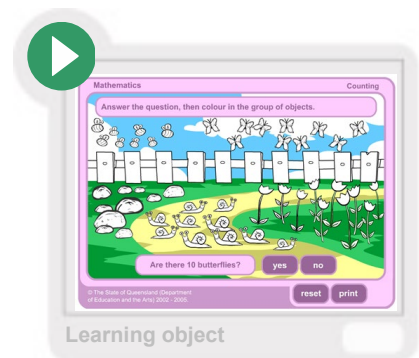 Mathematics
Counting
Answer the question, then colour in the group of objects.
Are there 10 butterflies?
yes
no
© The State of Queensland (Department
of Education and the Arts) 2002 - 2005
reset
print
Learning object